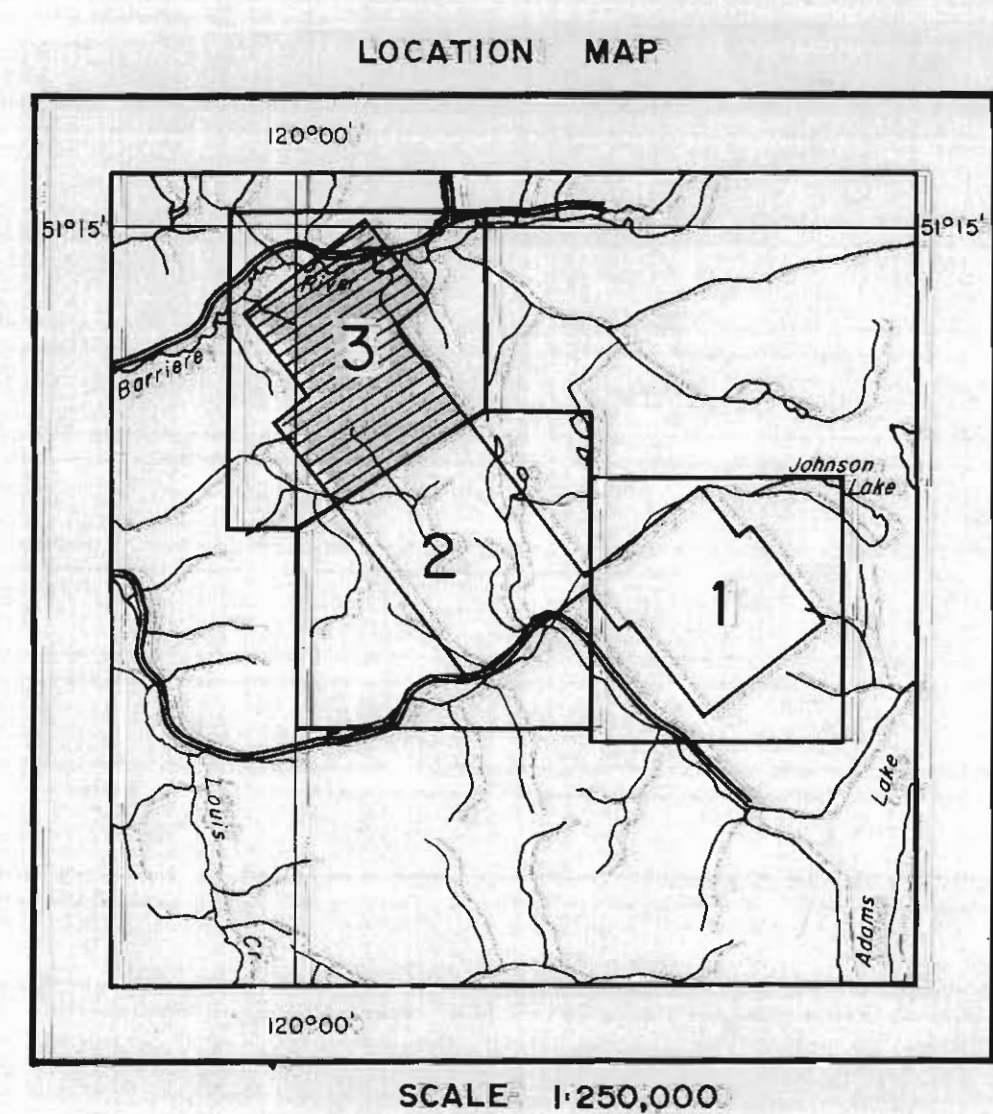 LOCATION MAP
120°00'
51°15'
51°15'
River
3
Barriere
Johnson
Lake
2
1
Louis
Cr.
Lake
Adams
120°00'
SCALE 1:250,000